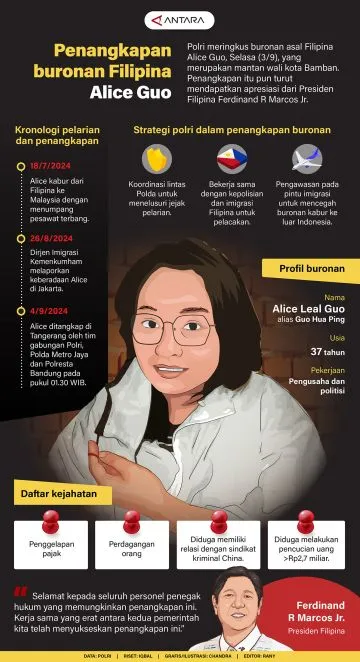 ANTARA
Penangkapan
buronan Filipina
Alice Guo
Polri meringkus buronan asal Filipina
Alice Guo, Selasa (3/9), yang
merupakan mantan wali kota Bamban.
Penangkapan itu pun turut
mendapatkan apresiasi dari Presiden
Filipina Ferdinand R Marcos Jr.
Kronologi pelarian
dan penangkapan
18/7/2024
Alice kabur dari
Filipina ke
Malaysia dengan
menumpang
pesawat terbang.
26/8/2024
Dirjen Imigrasi
Kemenkumham
melaporkan
keberadaan Alice
di Jakarta.
4/9/2024
Alice ditangkap di
Tangerang oleh tim
gabungan Polri,
Polda Metro Jaya
dan Polresta
Bandung pada
pukul 01.30 WIB.
Strategi polri dalam penangkapan buronan
Koordinasi lintas
Polda untuk
menelusuri jejak
pelarian.
Bekerja sama
dengan kepolisian
dan imigrasi
Filipina untuk
pelacakan.
Pengawasan pada
pintu imigrasi
untuk mencegah
buronan kabur ke
luar Indonesia.
Profil buronan
Nama
Alice Leal Guo
alias Guo Hua Ping
Usia
37 tahun
Pekerjaan
Pengusaha dan
politisi
Daftar kejahatan
Penggelapan
pajak
Perdagangan
orang
Diduga memiliki
relasi dengan sindikat
kriminal China.
Diduga melakukan
pencucian uang
>Rp2,7 miliar.
" Selamat kepada seluruh personel penegak
hukum yang memungkinkan penangkapan ini.
Kerja sama yang erat antara kedua pemerintah
kita telah menyukseskan penangkapan ini."
Ferdinand
R Marcos Jr.
Presiden Filipina
DATA: POLRI | RISET: IQBAL | GRAFIS/ILUSTRASI: CHANDRA | EDITOR: RANY